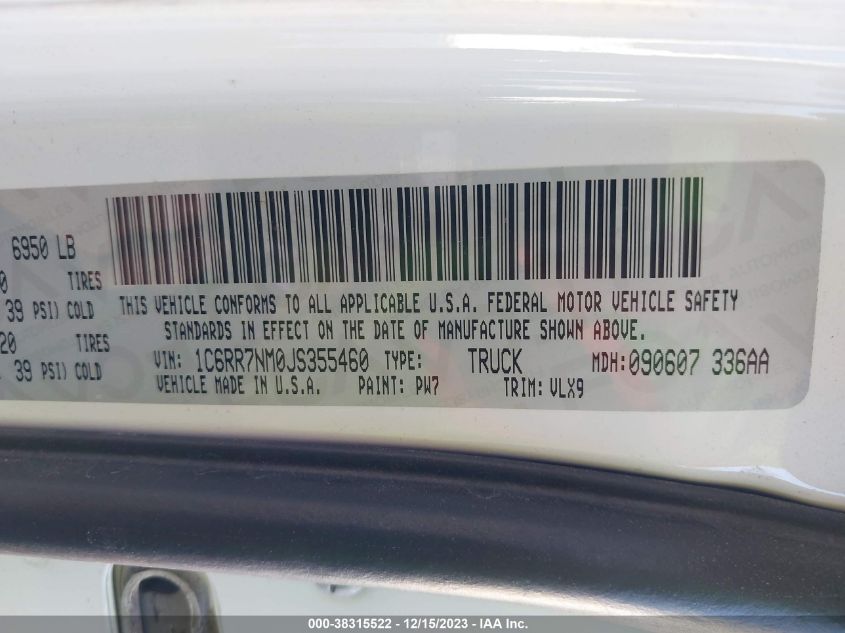 6950 LB
0 TIRES
39 PSI) COLD
20 TIRES
39 PSI) COLD
THIS VEHICLE CONFORMS TO ALL APPLICABLE U.S.A. FEDERAL MOTOR VEHICLE SAFETY
STANDARDS IN EFFECT ON THE DATE OF MANUFACTURE SHOWN ABOVE.
VIN: 1C6RR7NM0JS355460 TYPE: TRUCK MDH: 090607 336AA
VEHICLE MADE IN U.S.A. PAINT: PW7 TRIM: VLX9
000-38315522 - 12/15/2023 - IAA Inc.